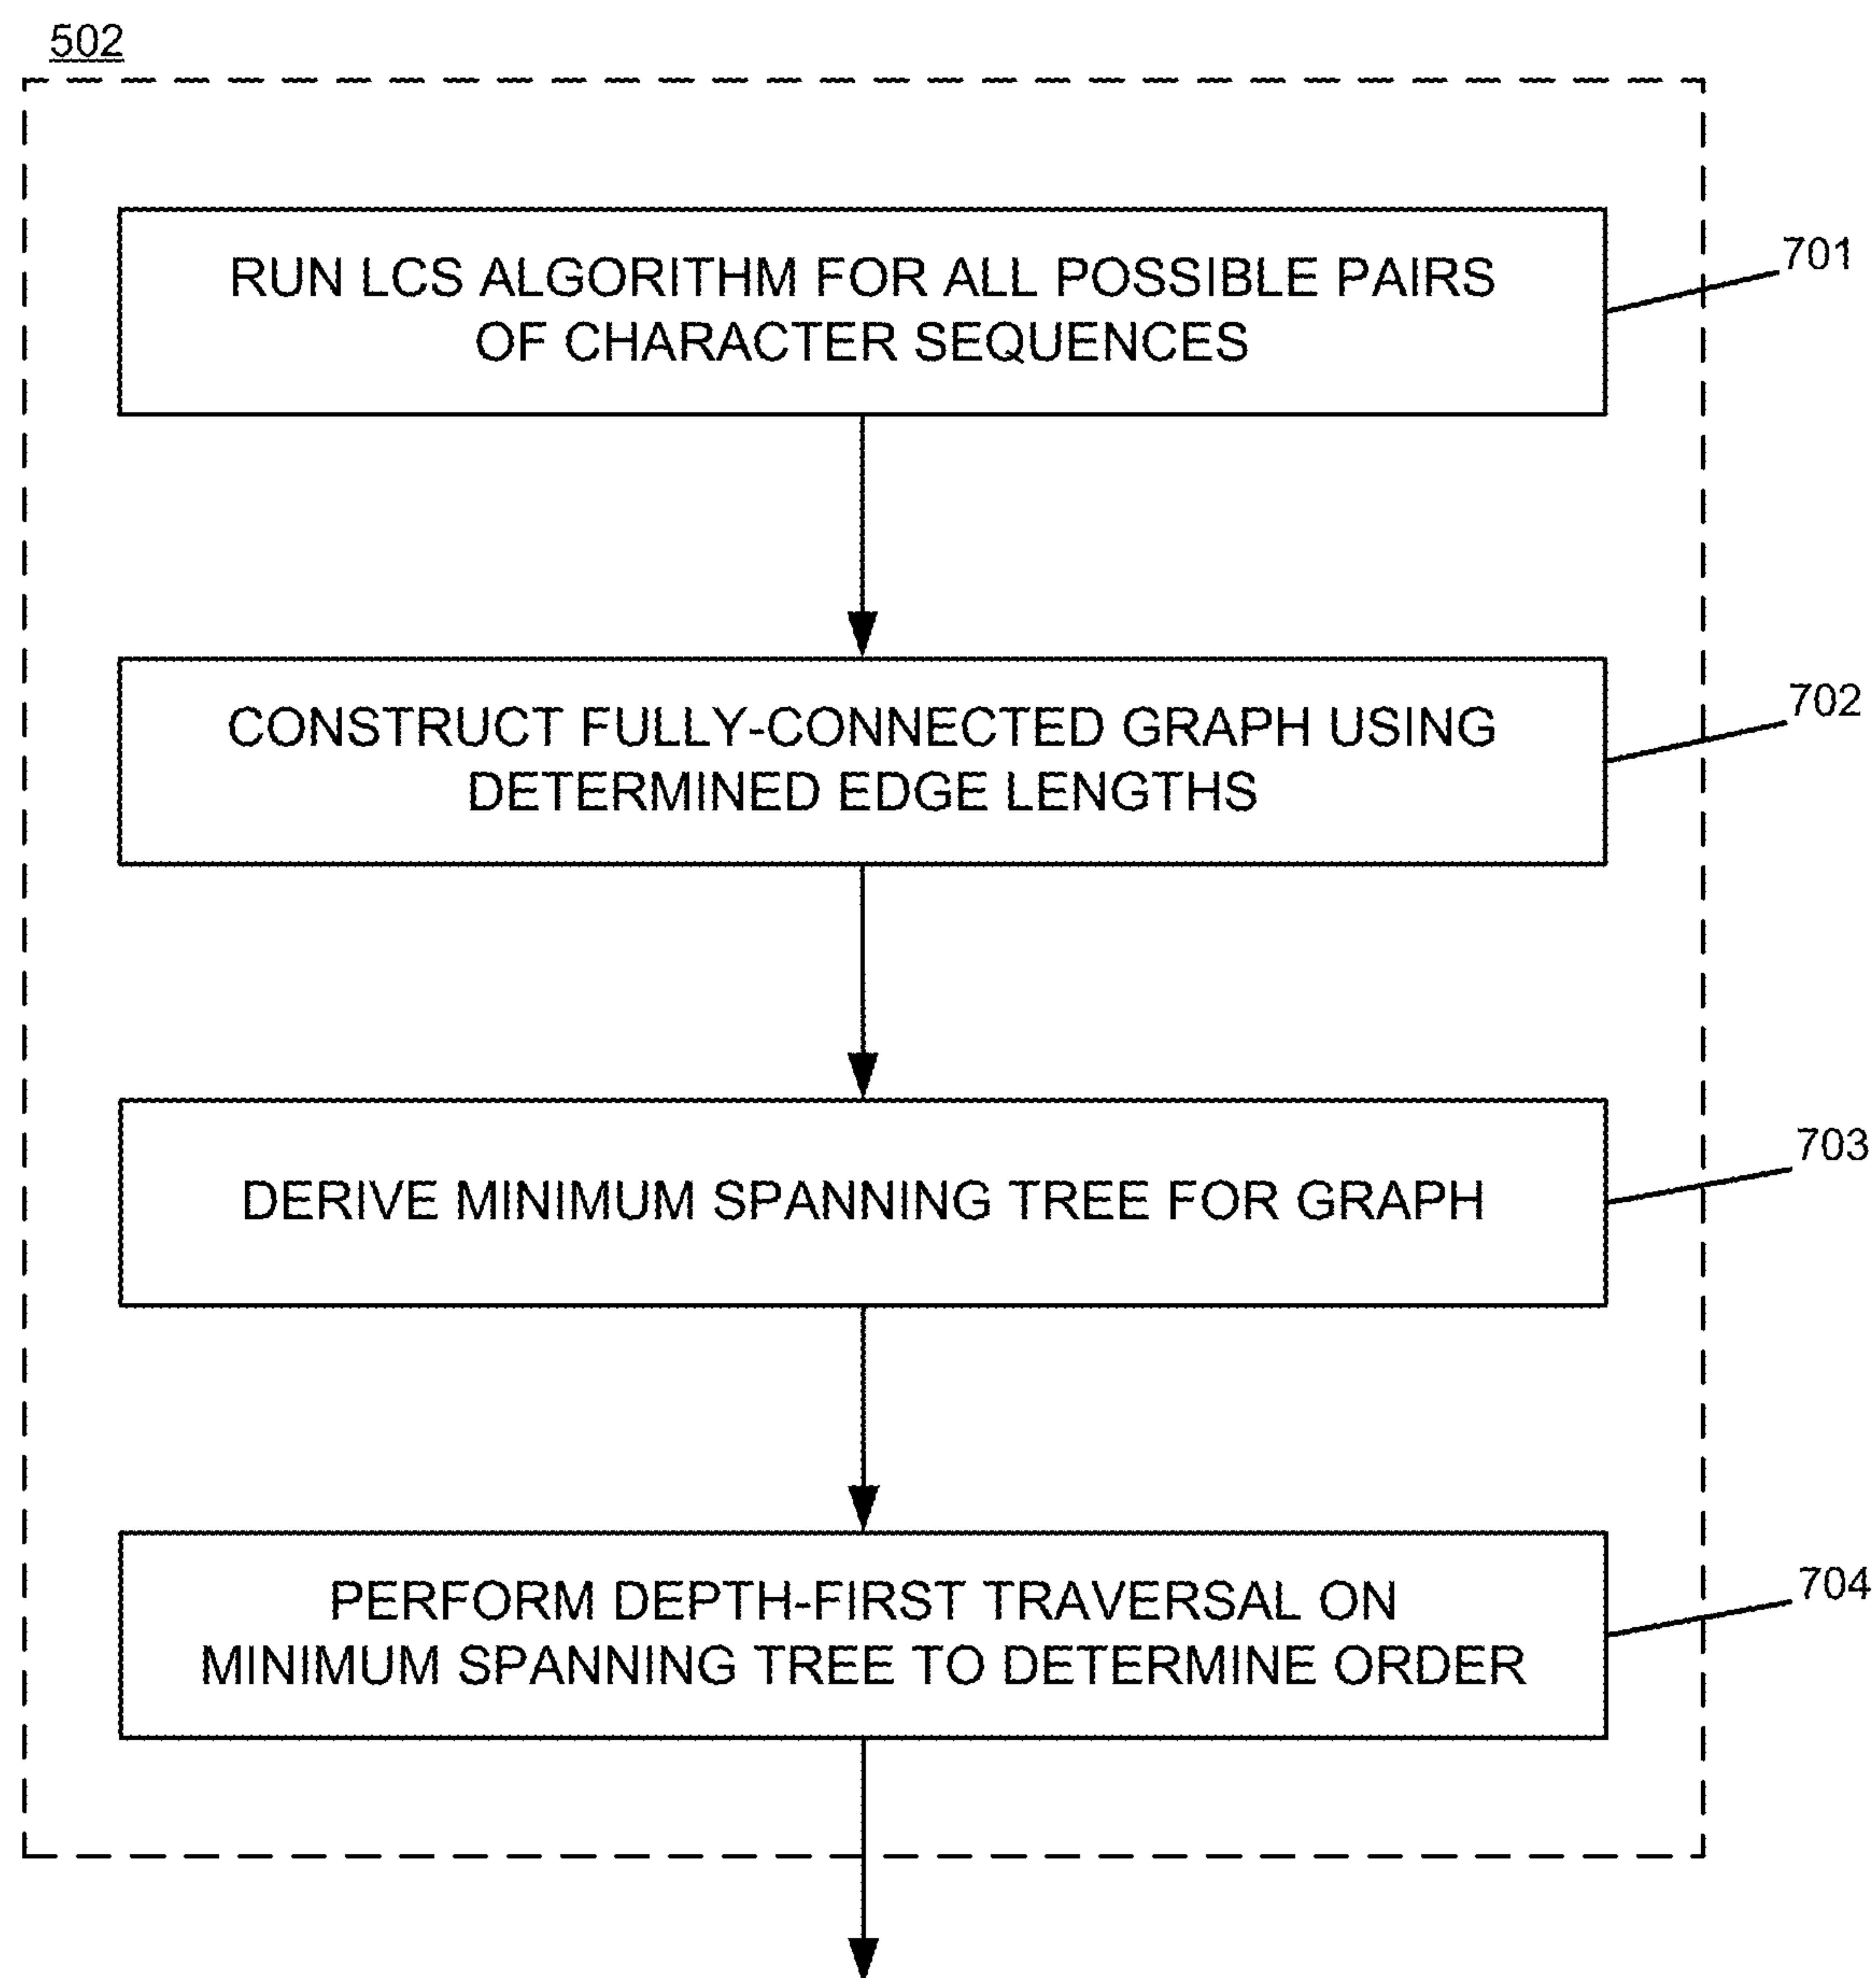 502
RUN LCS ALGORITHM FOR ALL POSSIBLE PAIRS
OF CHARACTER SEQUENCES
701
CONSTRUCT FULLY-CONNECTED GRAPH USING
DETERMINED EDGE LENGTHS
702
DERIVE MINIMUM SPANNING TREE FOR GRAPH
703
PERFORM DEPTH-FIRST TRAVERSAL ON
MINIMUM SPANNING TREE TO DETERMINE ORDER
704